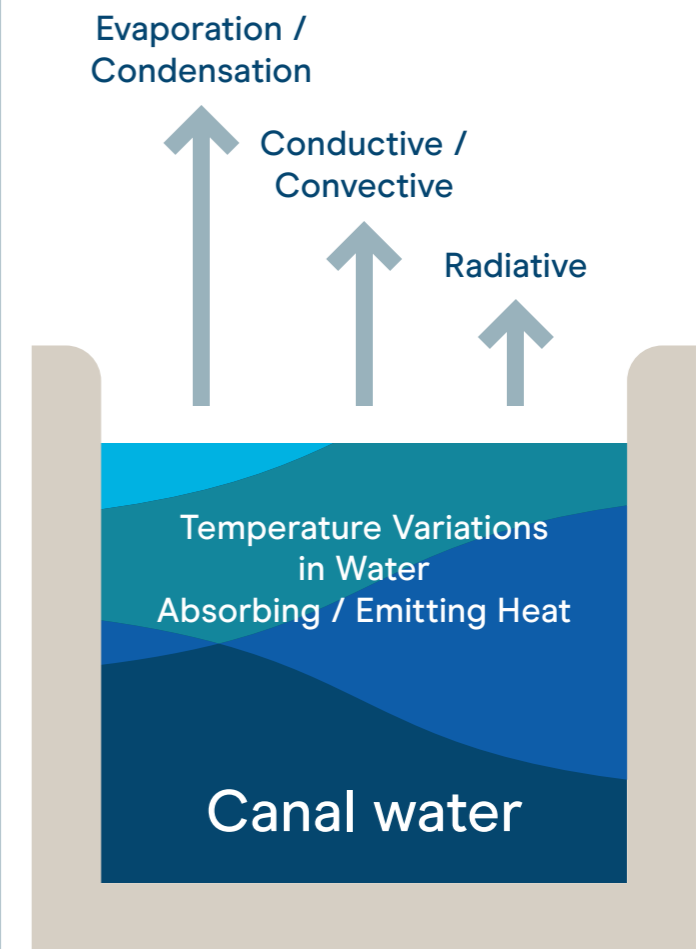 Evaporation /
Condensation
Conductive /
Convective
Radiative
Temperature Variations
in Water
Absorbing / Emitting Heat
Canal water